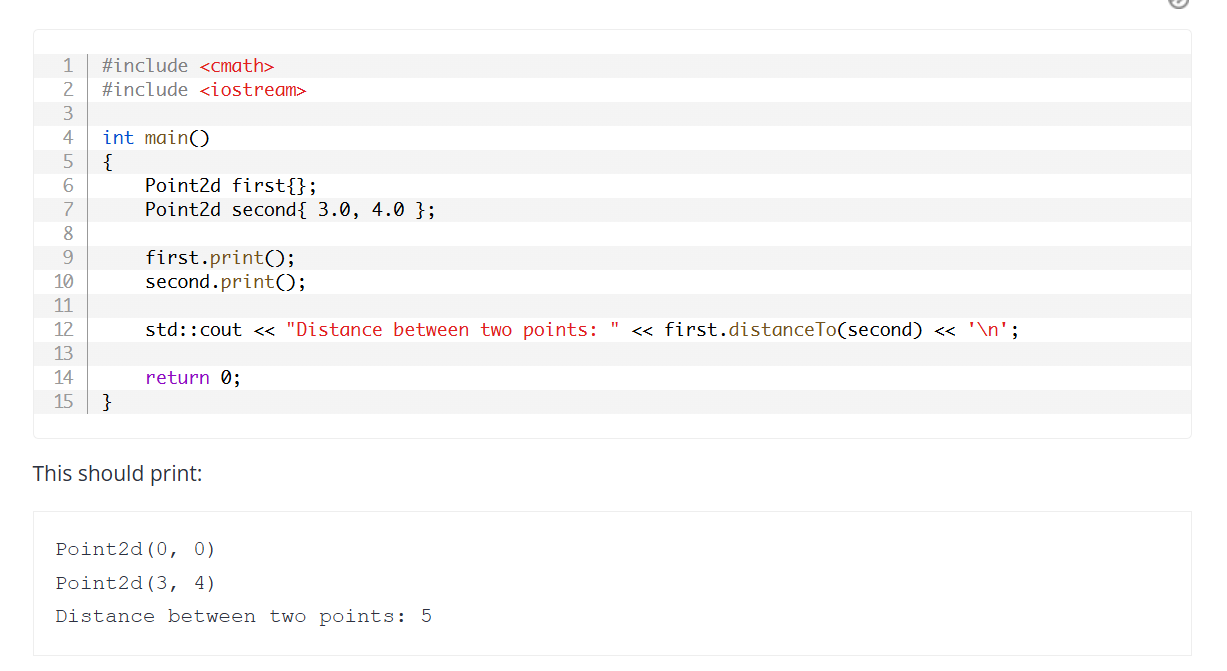 1 #include <cmath>
2 #include <iostream>
3
4 int main()
5 {
6     Point2d first{};
7     Point2d second{ 3.0, 4.0 };
8
9     first.print();
10     second.print();
11
12     std::cout << "Distance between two points: " << first.distanceTo(second) << '\n';
13
14     return 0;
15 }
This should print:
Point2d(0, 0)
Point2d(3, 4)
Distance between two points: 5